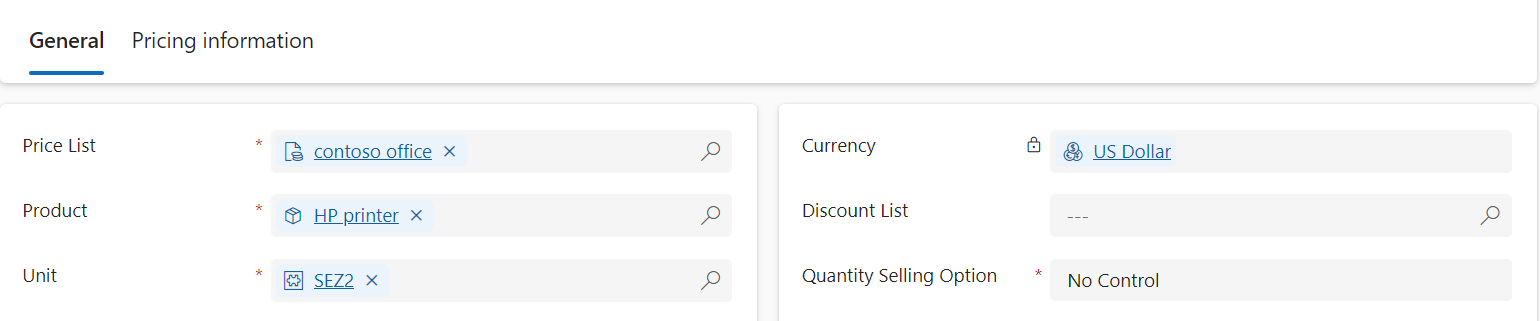 General Pricing information
Price List * contoso office ×
Product * HP printer ×
Unit * SEZ2 ×
Currency US Dollar
Discount List ---
Quantity Selling Option * No Control